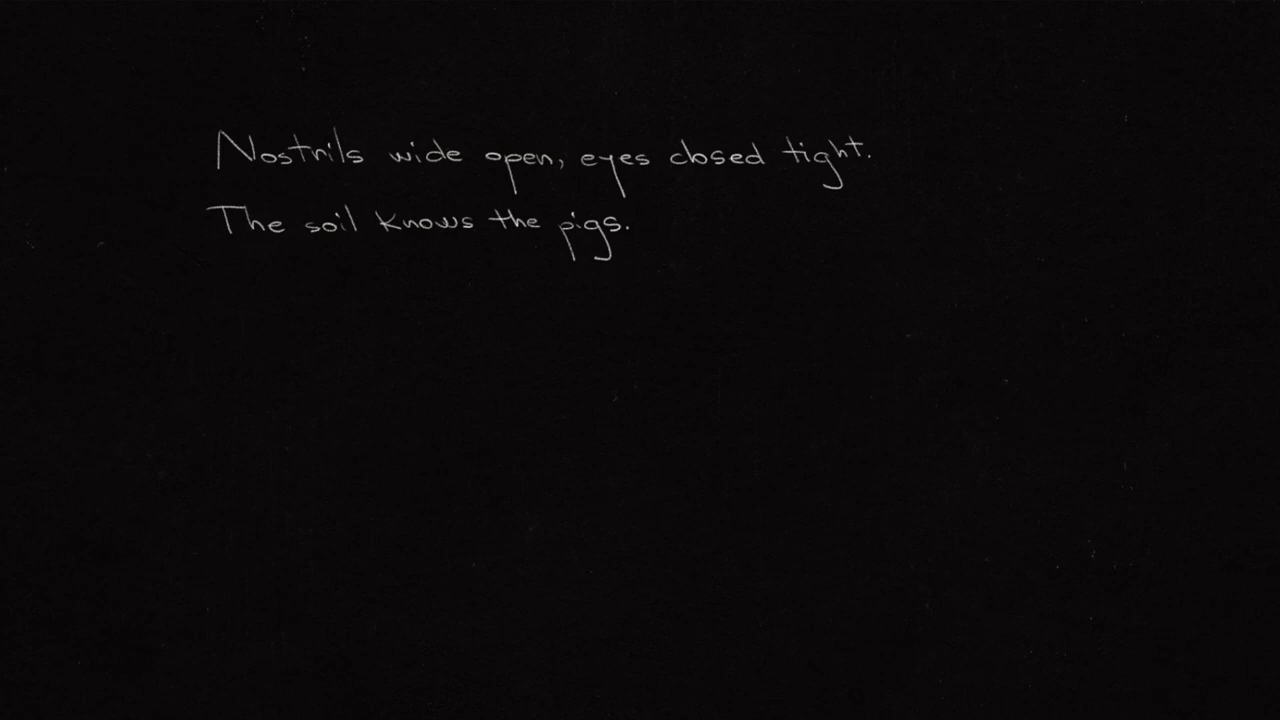 Nostrils wide open, eyes closed tight.
The soil knows the pigs.